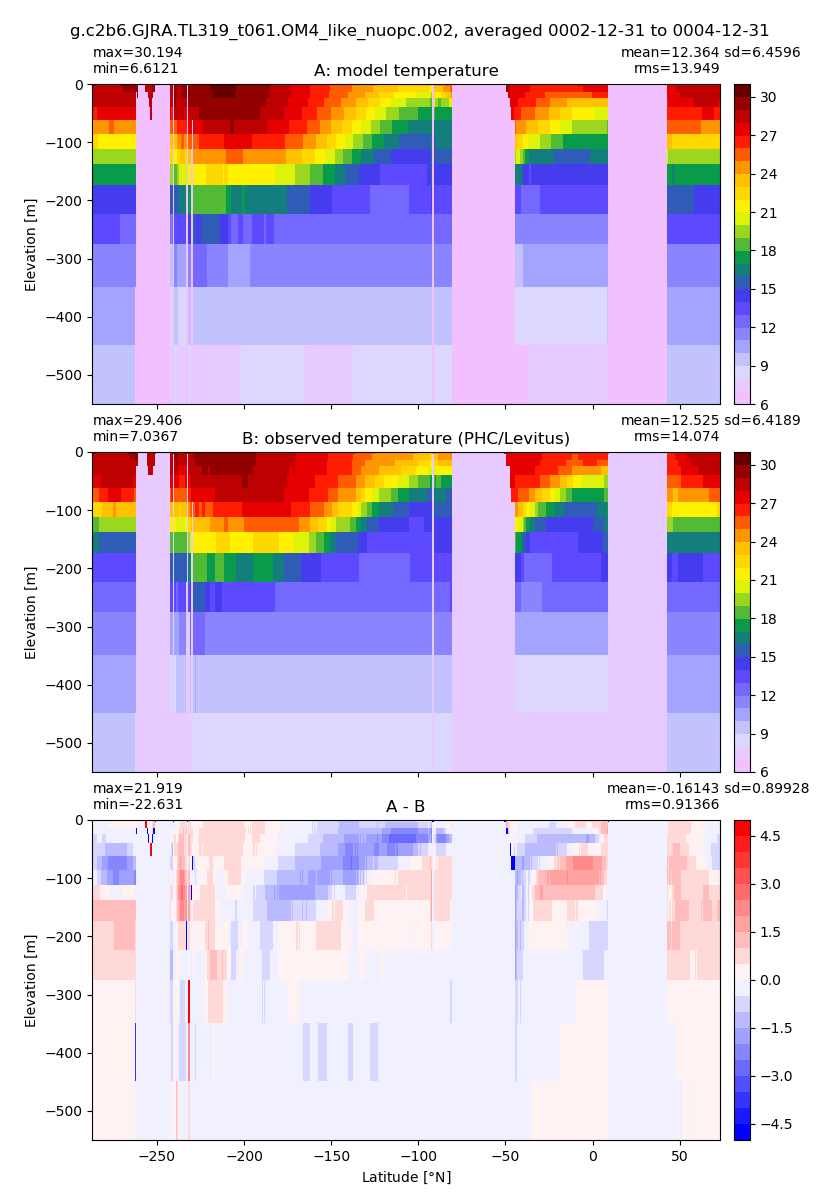 g.c2b6.GJRA.TL319_t061.OM4_like_nuopc.002, averaged 0002-12-31 to 0004-12-31
max=30.194
min=6.6121
A: model temperature
mean=12.364 sd=6.4596
rms=13.949
0
−100
−200
−300
−400
−500
Elevation [m]
30
27
24
21
18
15
12
9
6
max=29.406
min=7.0367
B: observed temperature (PHC/Levitus)
mean=12.525 sd=6.4189
rms=14.074
0
−100
−200
−300
−400
−500
Elevation [m]
30
27
24
21
18
15
12
9
6
max=21.919
min=-22.631
A - B
mean=-0.16143 sd=0.89928
rms=0.91366
0
−100
−200
−300
−400
−500
Elevation [m]
4.5
3.0
1.5
0.0
−1.5
−3.0
−4.5
−250 −200 −150 −100 −50 0 50
Latitude [°N]